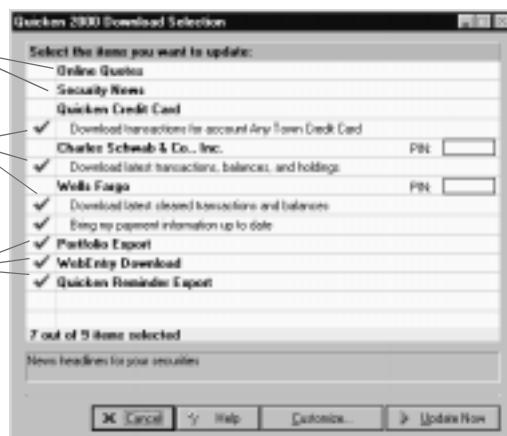 Quicken 2000 Download Selection
Select the items you want to update:
Online Quotes
Security News
Quicken Credit Card
Download transactions for account Any Town Credit Card
Charles Schwab & Co., Inc. PIN:
Download latest transactions, balances, and holdings
Wells Fargo PIN:
Download latest cleared transactions and balances
Bring my payment information up to date
Portfolio Export
WebEntry Download
Quicken Reminder Export
7 out of 9 items selected
News headlines for your securities
Cancel Help Customize... Update Now